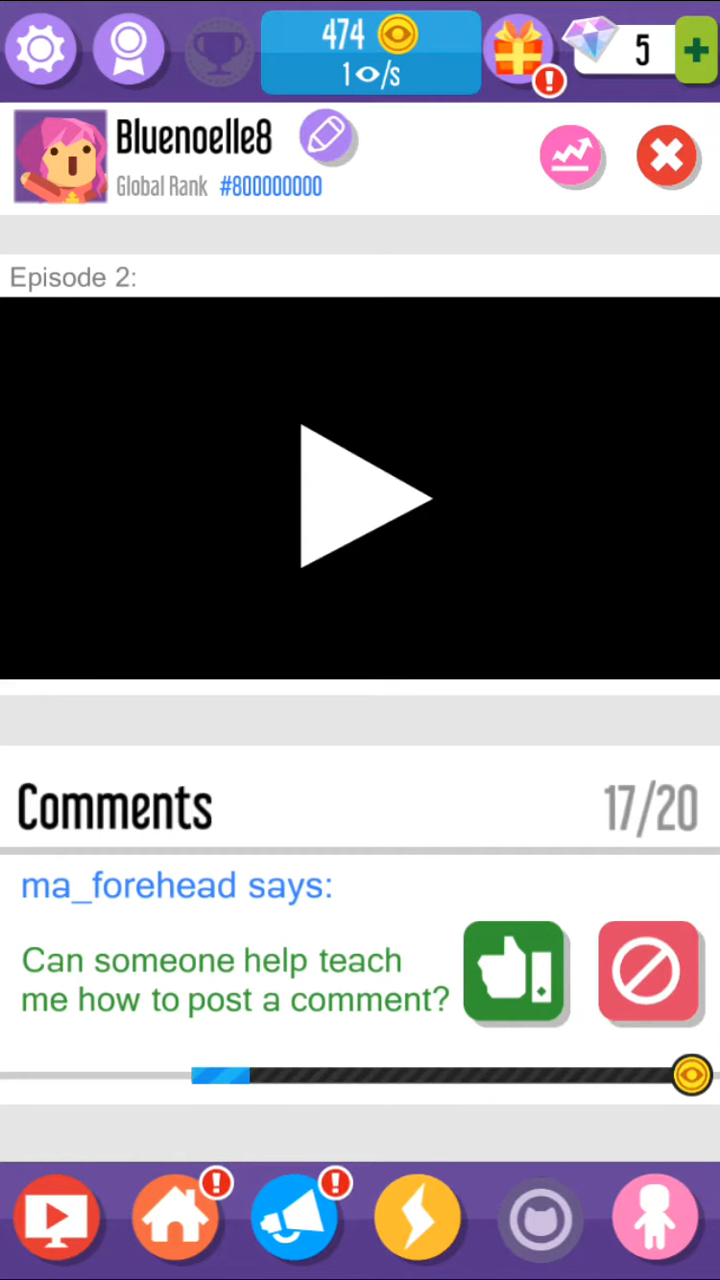 474
1 /s
5
!
Bluenoelle8
Global Rank #800000000
Episode 2:
Comments 17/20
ma_forehead says:
Can someone help teach
me how to post a comment?
! !